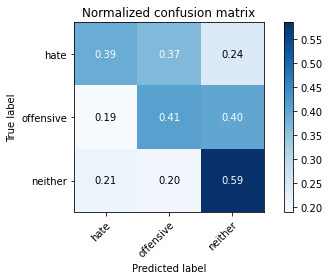 Normalized confusion matrix
True label
hate
0.39 0.37 0.24
offensive
0.19 0.41 0.40
neither
0.21 0.20 0.59
hate offensive neither
Predicted label
0.55
0.50
0.45
0.40
0.35
0.30
0.25
0.20